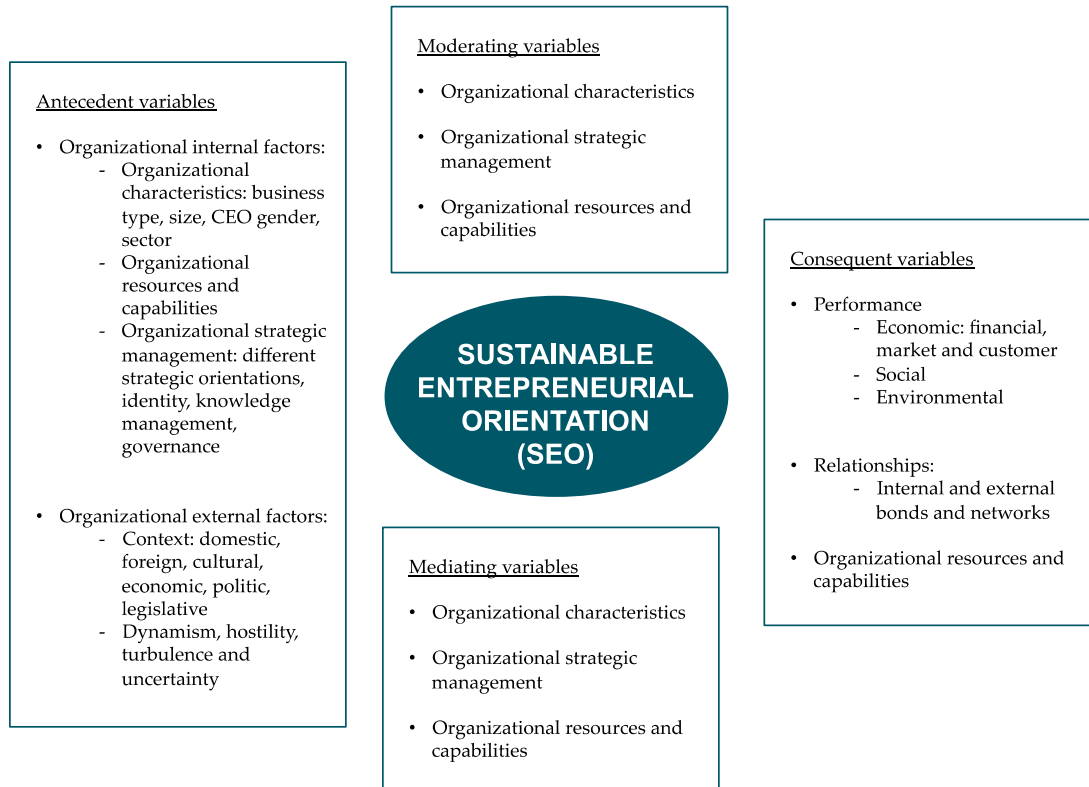 Antecedent variables
• Organizational internal factors:
- Organizational
characteristics: business
type, size, CEO gender,
sector
- Organizational
resources and
capabilities
- Organizational strategic
management: different
strategic orientations,
identity, knowledge
management,
governance
• Organizational external factors:
- Context: domestic,
foreign, cultural,
economic, politic,
legislative
- Dynamism, hostility,
turbulence and
uncertainty
Moderating variables
• Organizational characteristics
• Organizational strategic
management
• Organizational resources and
capabilities
SUSTAINABLE
ENTREPRENEURIAL
ORIENTATION
(SEO)
Mediating variables
• Organizational characteristics
• Organizational strategic
management
• Organizational resources and
capabilities
Consequent variables
• Performance
- Economic: financial,
market and customer
- Social
- Environmental
• Relationships:
- Internal and external
bonds and networks
• Organizational resources and
capabilities